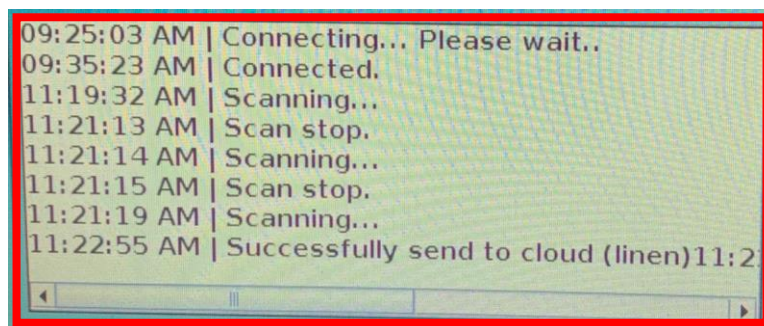 09:25:03 AM | Connecting... Please wait..
09:35:23 AM | Connected.
11:19:32 AM | Scanning...
11:21:13 AM | Scan stop.
11:21:14 AM | Scanning...
11:21:15 AM | Scan stop.
11:21:19 AM | Scanning...
11:22:55 AM | Successfully send to cloud (linen)11:2